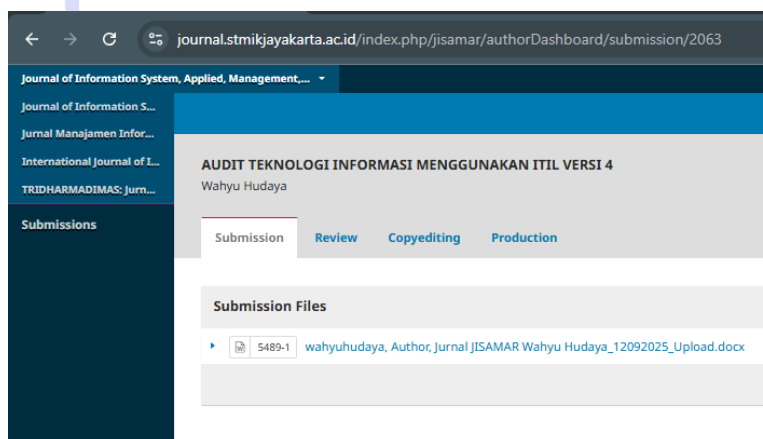 journal.stmikjayakarta.ac.id/index.php/jisamar/authorDashboard/submission/2063
Journal of Information System, Applied, Management,...
Journal of Information S...
Jurnal Manajamen Infor...
International Journal of I...
TRIDHARMADIMAS: Jurn...
Submissions
AUDIT TEKNOLOGI INFORMASI MENGGUNAKAN ITIL VERSI 4
Wahyu Hudaya
Submission Review Copyediting Production
Submission Files
5489-1 wahyuhudaya, Author, Jurnal JISAMAR Wahyu Hudaya_12092025_Upload.docx